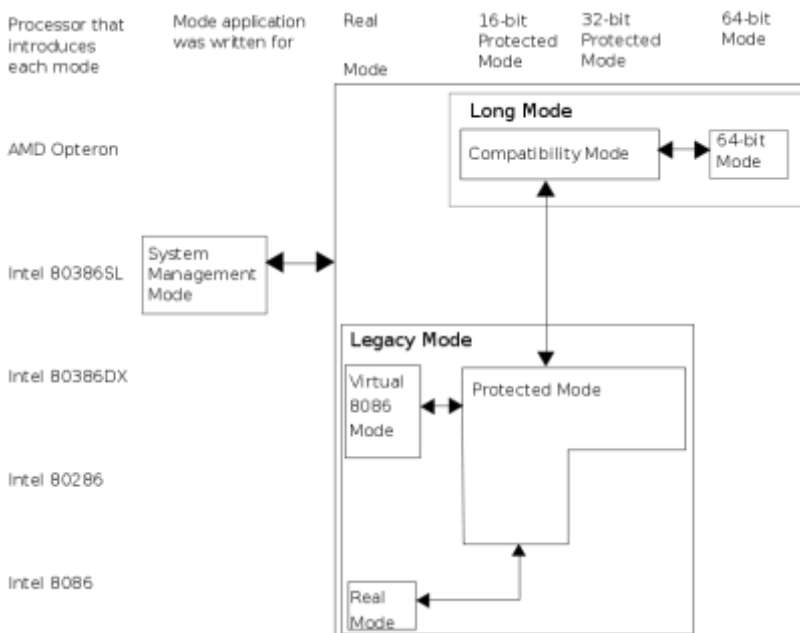 Processor that
introduces
each mode
Mode application
was written for
Real
Mode
16-bit
Protected
Mode
32-bit
Protected
Mode
64-bit
Mode
Long Mode
AMD Opteron
Compatibility Mode
64-bit
Mode
Intel 80386SL
System
Management
Mode
Legacy Mode
Intel 80386DX
Virtual
8086
Mode
Protected Mode
Intel 80286
Intel 8086
Real
Mode